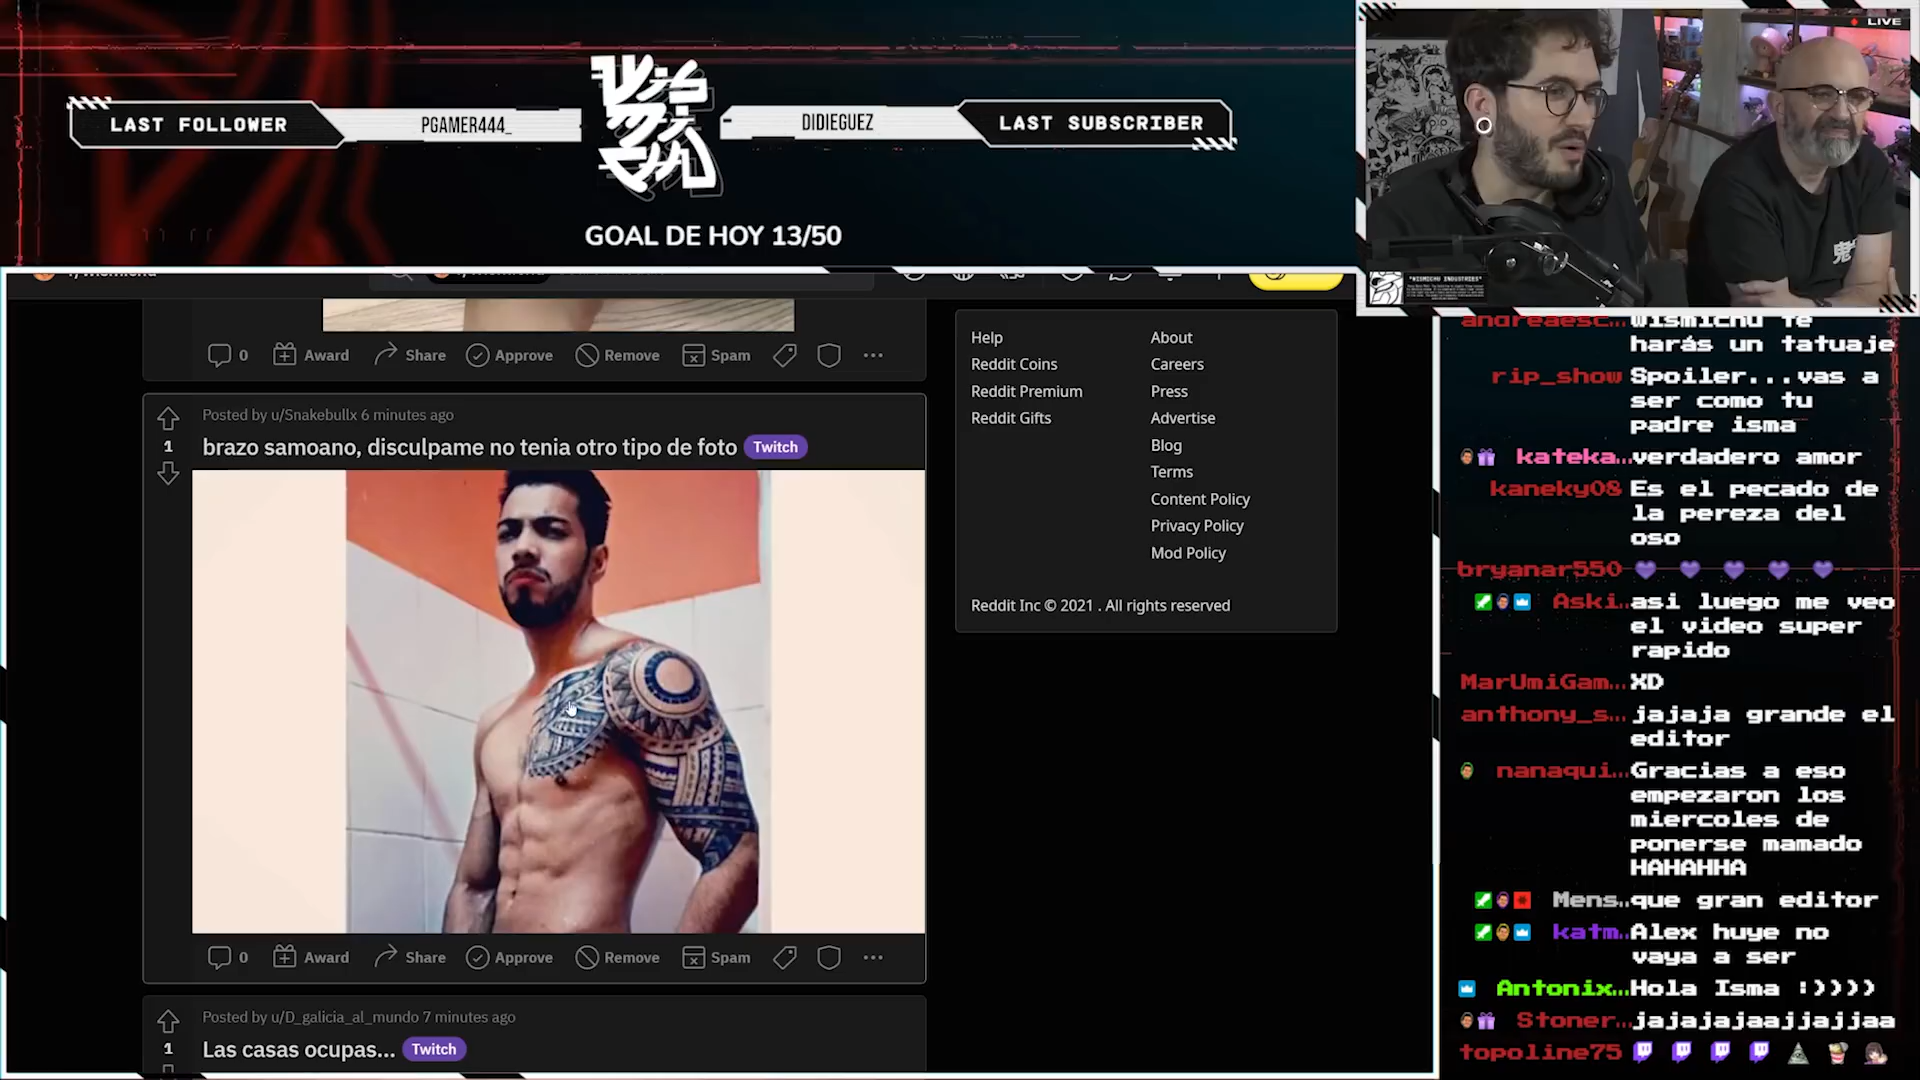 LAST FOLLOWER
PGAMER444_
DIDIEGUEZ
LAST SUBSCRIBER
GOAL DE HOY 13/50
LIVE
"WISMICHU INDUSTRIES"
0 Award Share Approve Remove Spam
Posted by u/Snakebullx 6 minutes ago
1
brazo samoano, disculpame no tenia otro tipo de foto Twitch
0 Award Share Approve Remove Spam
Posted by u/D_galicia_al_mundo 7 minutes ago
1
Las casas ocupas... Twitch
Help About
Reddit Coins Careers
Reddit Premium Press
Reddit Gifts Advertise
Blog
Terms
Content Policy
Privacy Policy
Mod Policy
Reddit Inc © 2021 . All rights reserved
andreaesc... Wismichu te
harás un tatuaje
rip_show Spoiler...vas a
ser como tu
padre isma
kateka... verdadero amor
kaneky08 Es el pecado de
la pereza del
oso
bryanar550
Aski... asi luego me veo
el video super
rapido
MarUmiGam... XD
anthony_s... jajaja grande el
editor
nanaqui... Gracias a eso
empezaron los
miercoles de
ponerse mamado
HAHAHHA
Mens... que gran editor
katm... Alex huye no
vaya a ser
Antonix... Hola Isma :))))
Stoner... jajajajaajjajjaa
topoline75